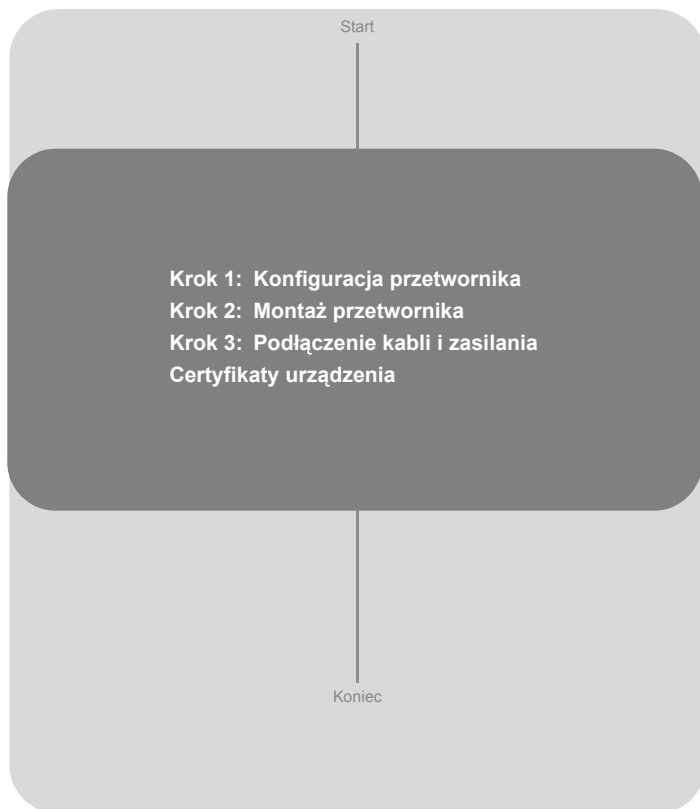 Start
Krok 1: Konfiguracja przetwornika
Krok 2: Montaż przetwornika
Krok 3: Podłączenie kabli i zasilania
Certyfikaty urządzenia
Koniec